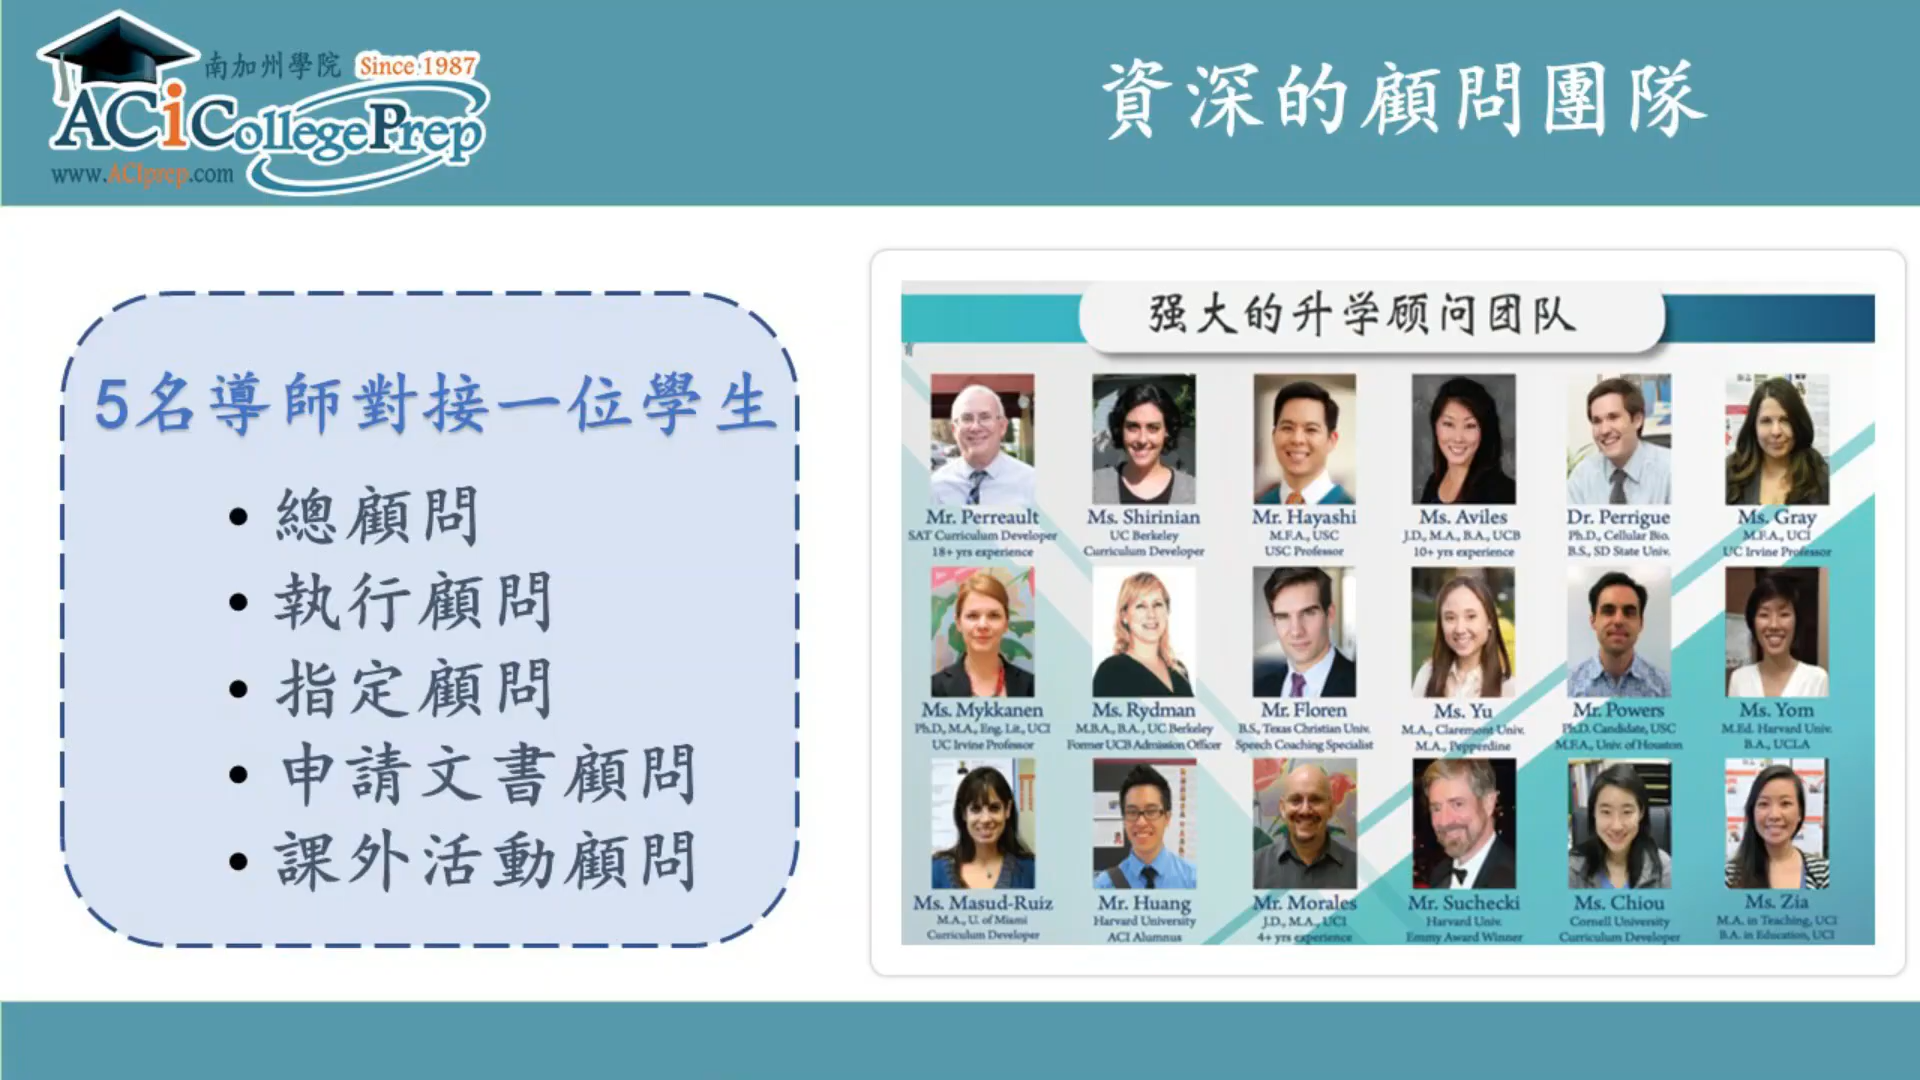 南加州學院 Since 1987
ACiCollegePrep
www.ACIprep.com
資深的顧問團隊
5名導師對接一位學生
• 總顧問
• 執行顧問
• 指定顧問
• 申請文書顧問
• 課外活動顧問
强大的升学顾问团队
Mr. Perreault
SAT Curriculum Developer
18+ yrs experience
Ms. Shirinian
UC Berkeley
Curriculum Developer
Mr. Hayashi
M.F.A., USC
USC Professor
Ms. Aviles
J.D., M.A., B.A., UCB
10+ yrs experience
Dr. Perrigue
Ph.D., Cellular Bio.
B.S., SD State Univ.
Ms. Gray
M.F.A., UCI
UC Irvine Professor
Ms. Mykkanen
Ph.D., M.A., Eng. Lit., UCI
UC Irvine Professor
Ms. Rydman
M.B.A., B.A., UC Berkeley
Former UCB Admission Officer
Mr. Floren
B.S., Texas Christian Univ.
Speech Coaching Specialist
Ms. Yu
M.A., Claremont Univ.
M.A., Pepperdine
Mr. Powers
Ph.D. Candidate, USC
M.F.A., Univ. of Houston
Ms. Yom
M.Ed. Harvard Univ.
B.A., UCLA
Ms. Masud-Ruiz
M.A., U. of Miami
Curriculum Developer
Mr. Huang
Harvard University
ACI Alumnus
Mr. Morales
J.D., M.A., UCI
4+ yrs experience
Mr. Suchecki
Harvard Univ.
Emmy Award Winner
Ms. Chiou
Cornell University
Curriculum Developer
Ms. Zia
M.A. in Teaching, UCI
B.A. in Education, UCI